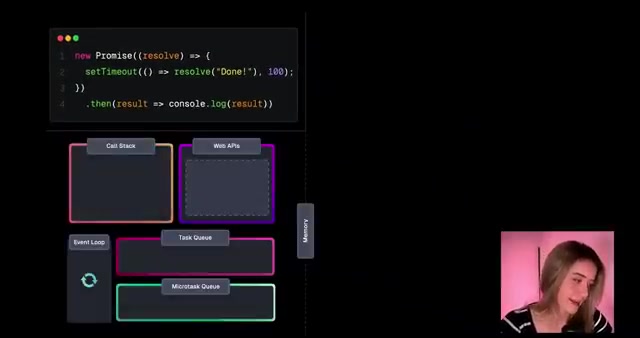 1 new Promise((resolve) => {
2 setTimeout(() => resolve("Done!"), 100);
3 })
4 .then(result => console.log(result))
Call Stack
Web APIs
Memory
Event Loop
Task Queue
Microtask Queue